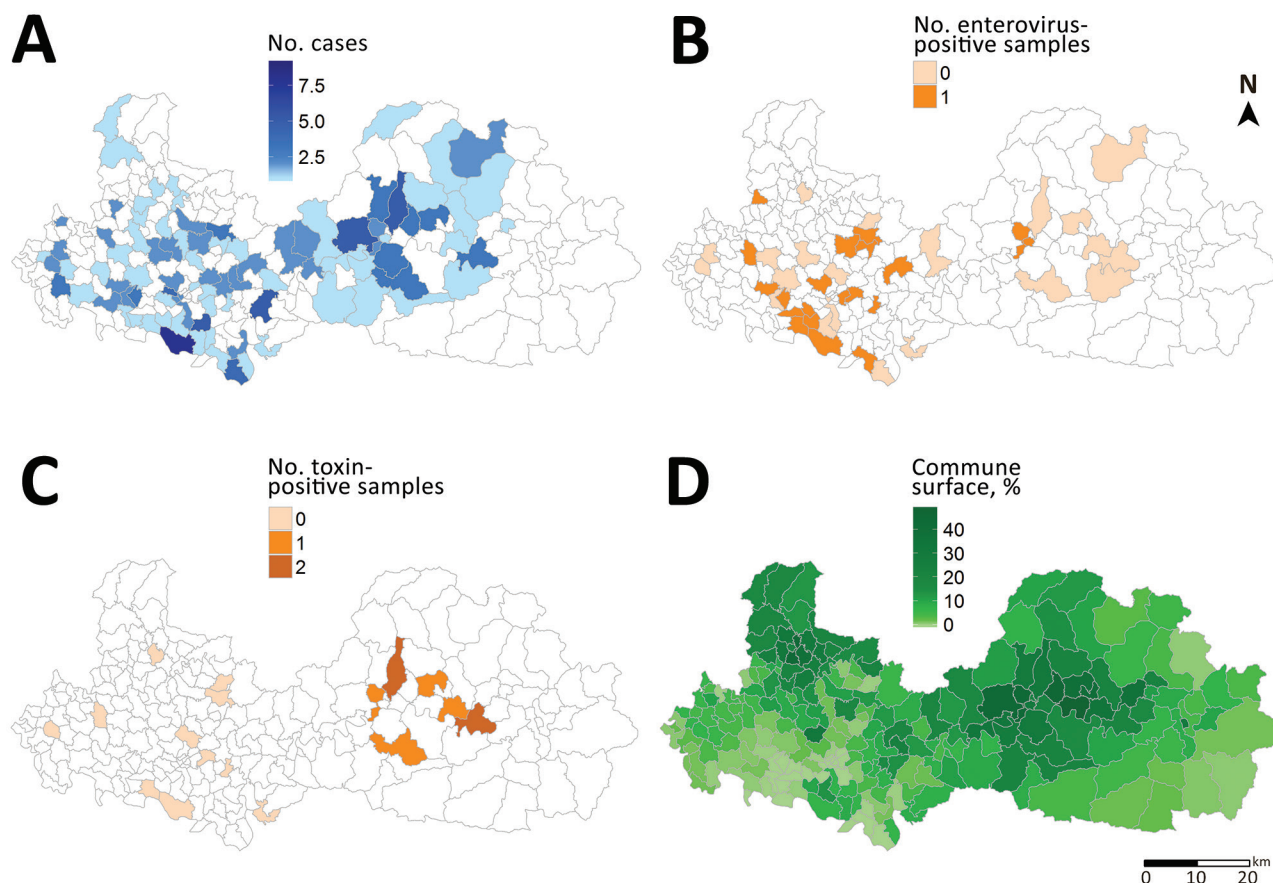 A
No. cases
7.5
5.0
2.5
B
No. enterovirus-
positive samples
0
1
N
C
No. toxin-
positive samples
0
1
2
D
Commune
surface, %
40
30
20
10
0
km
0 10 20